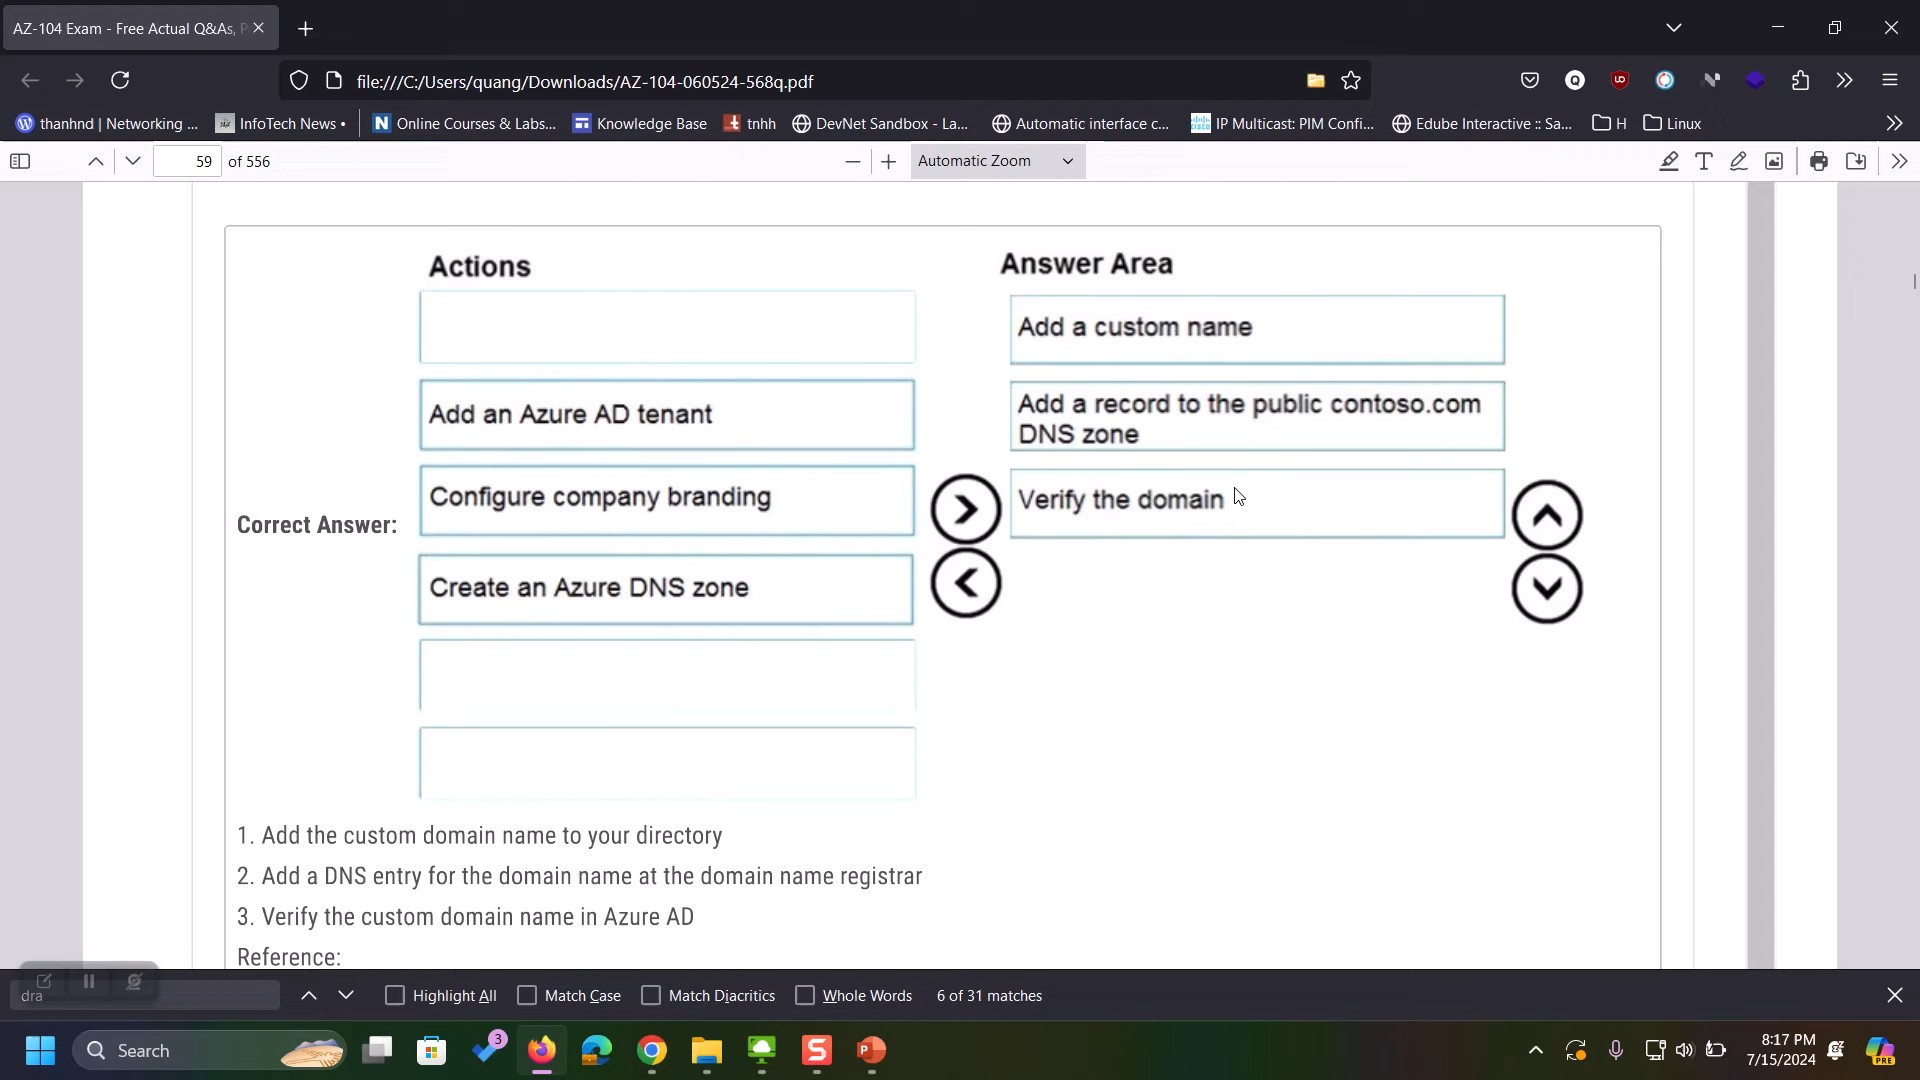 AZ-104 Exam - Free Actual Q&As, P
file:///C:/Users/quang/Downloads/AZ-104-060524-568q.pdf
thanhnd | Networking ...
InfoTech News •
Online Courses & Labs...
Knowledge Base
tnhh
DevNet Sandbox - La...
Automatic interface c...
IP Multicast: PIM Confi...
Edube Interactive :: Sa...
H
Linux
59 of 556
Automatic Zoom
Actions
Answer Area
Add a custom name
Add an Azure AD tenant
Add a record to the public contoso.com
DNS zone
Configure company branding
Verify the domain
Correct Answer:
Create an Azure DNS zone
1. Add the custom domain name to your directory
2. Add a DNS entry for the domain name at the domain name registrar
3. Verify the custom domain name in Azure AD
Reference:
dra
Highlight All
Match Case
Match Diacritics
Whole Words
6 of 31 matches
Search
3
8:17 PM
7/15/2024
PRE